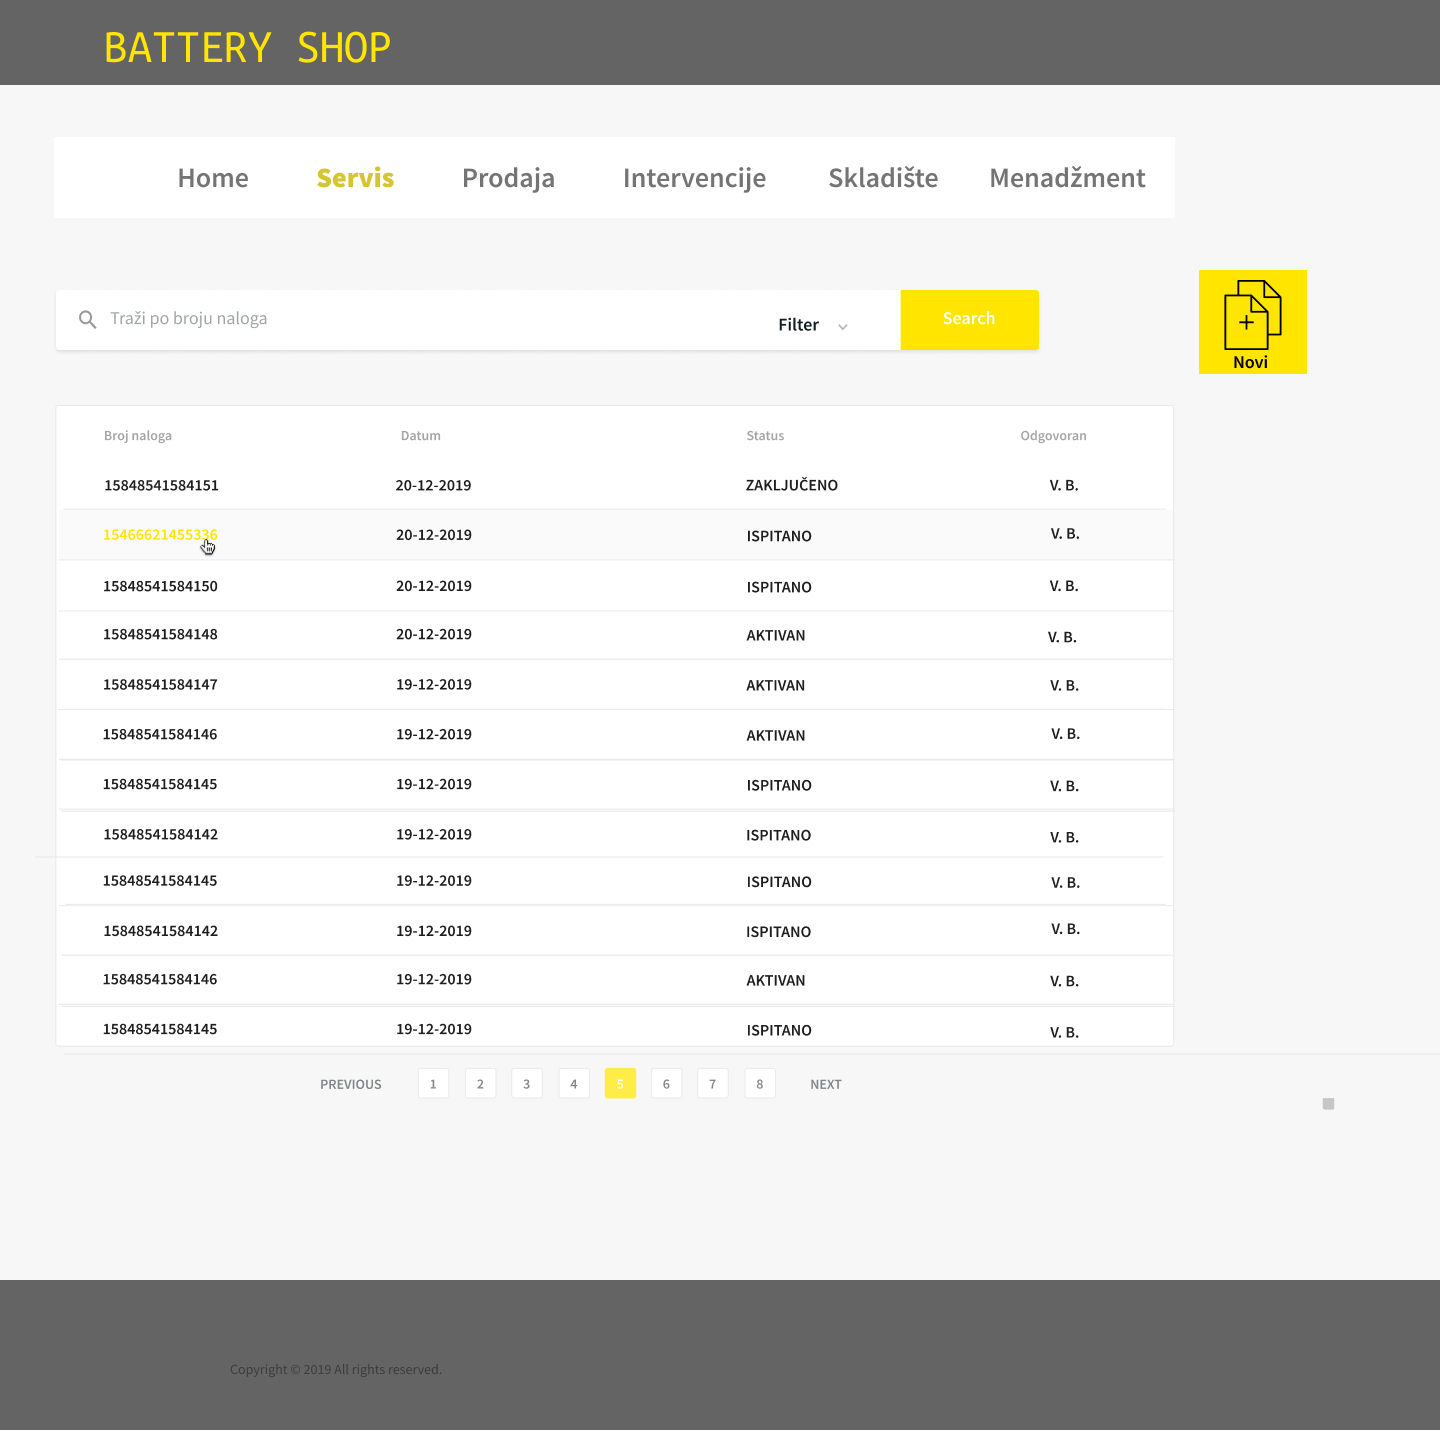 BATTERY SHOP
Home Servis Prodaja Intervencije Skladište Menadžment
Traži po broju naloga Filter Search
Novi
Broj naloga Datum Status Odgovoran
15848541584151 20-12-2019 ZAKLJUČENO V. B.
15466621455336 20-12-2019 ISPITANO V. B.
15848541584150 20-12-2019 ISPITANO V. B.
15848541584148 20-12-2019 AKTIVAN V. B.
15848541584147 19-12-2019 AKTIVAN V. B.
15848541584146 19-12-2019 AKTIVAN V. B.
15848541584145 19-12-2019 ISPITANO V. B.
15848541584142 19-12-2019 ISPITANO V. B.
15848541584145 19-12-2019 ISPITANO V. B.
15848541584142 19-12-2019 ISPITANO V. B.
15848541584146 19-12-2019 AKTIVAN V. B.
15848541584145 19-12-2019 ISPITANO V. B.
PREVIOUS 1 2 3 4 5 6 7 8 NEXT
Copyright © 2019 All rights reserved.